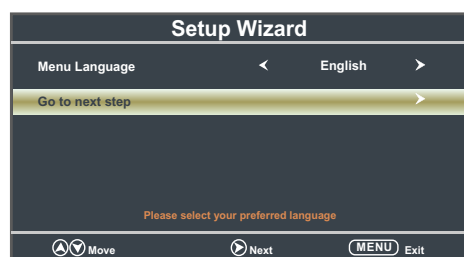 Setup Wizard
Menu Language English
Go to next step
Please select your preferred language
Move Next MENU Exit